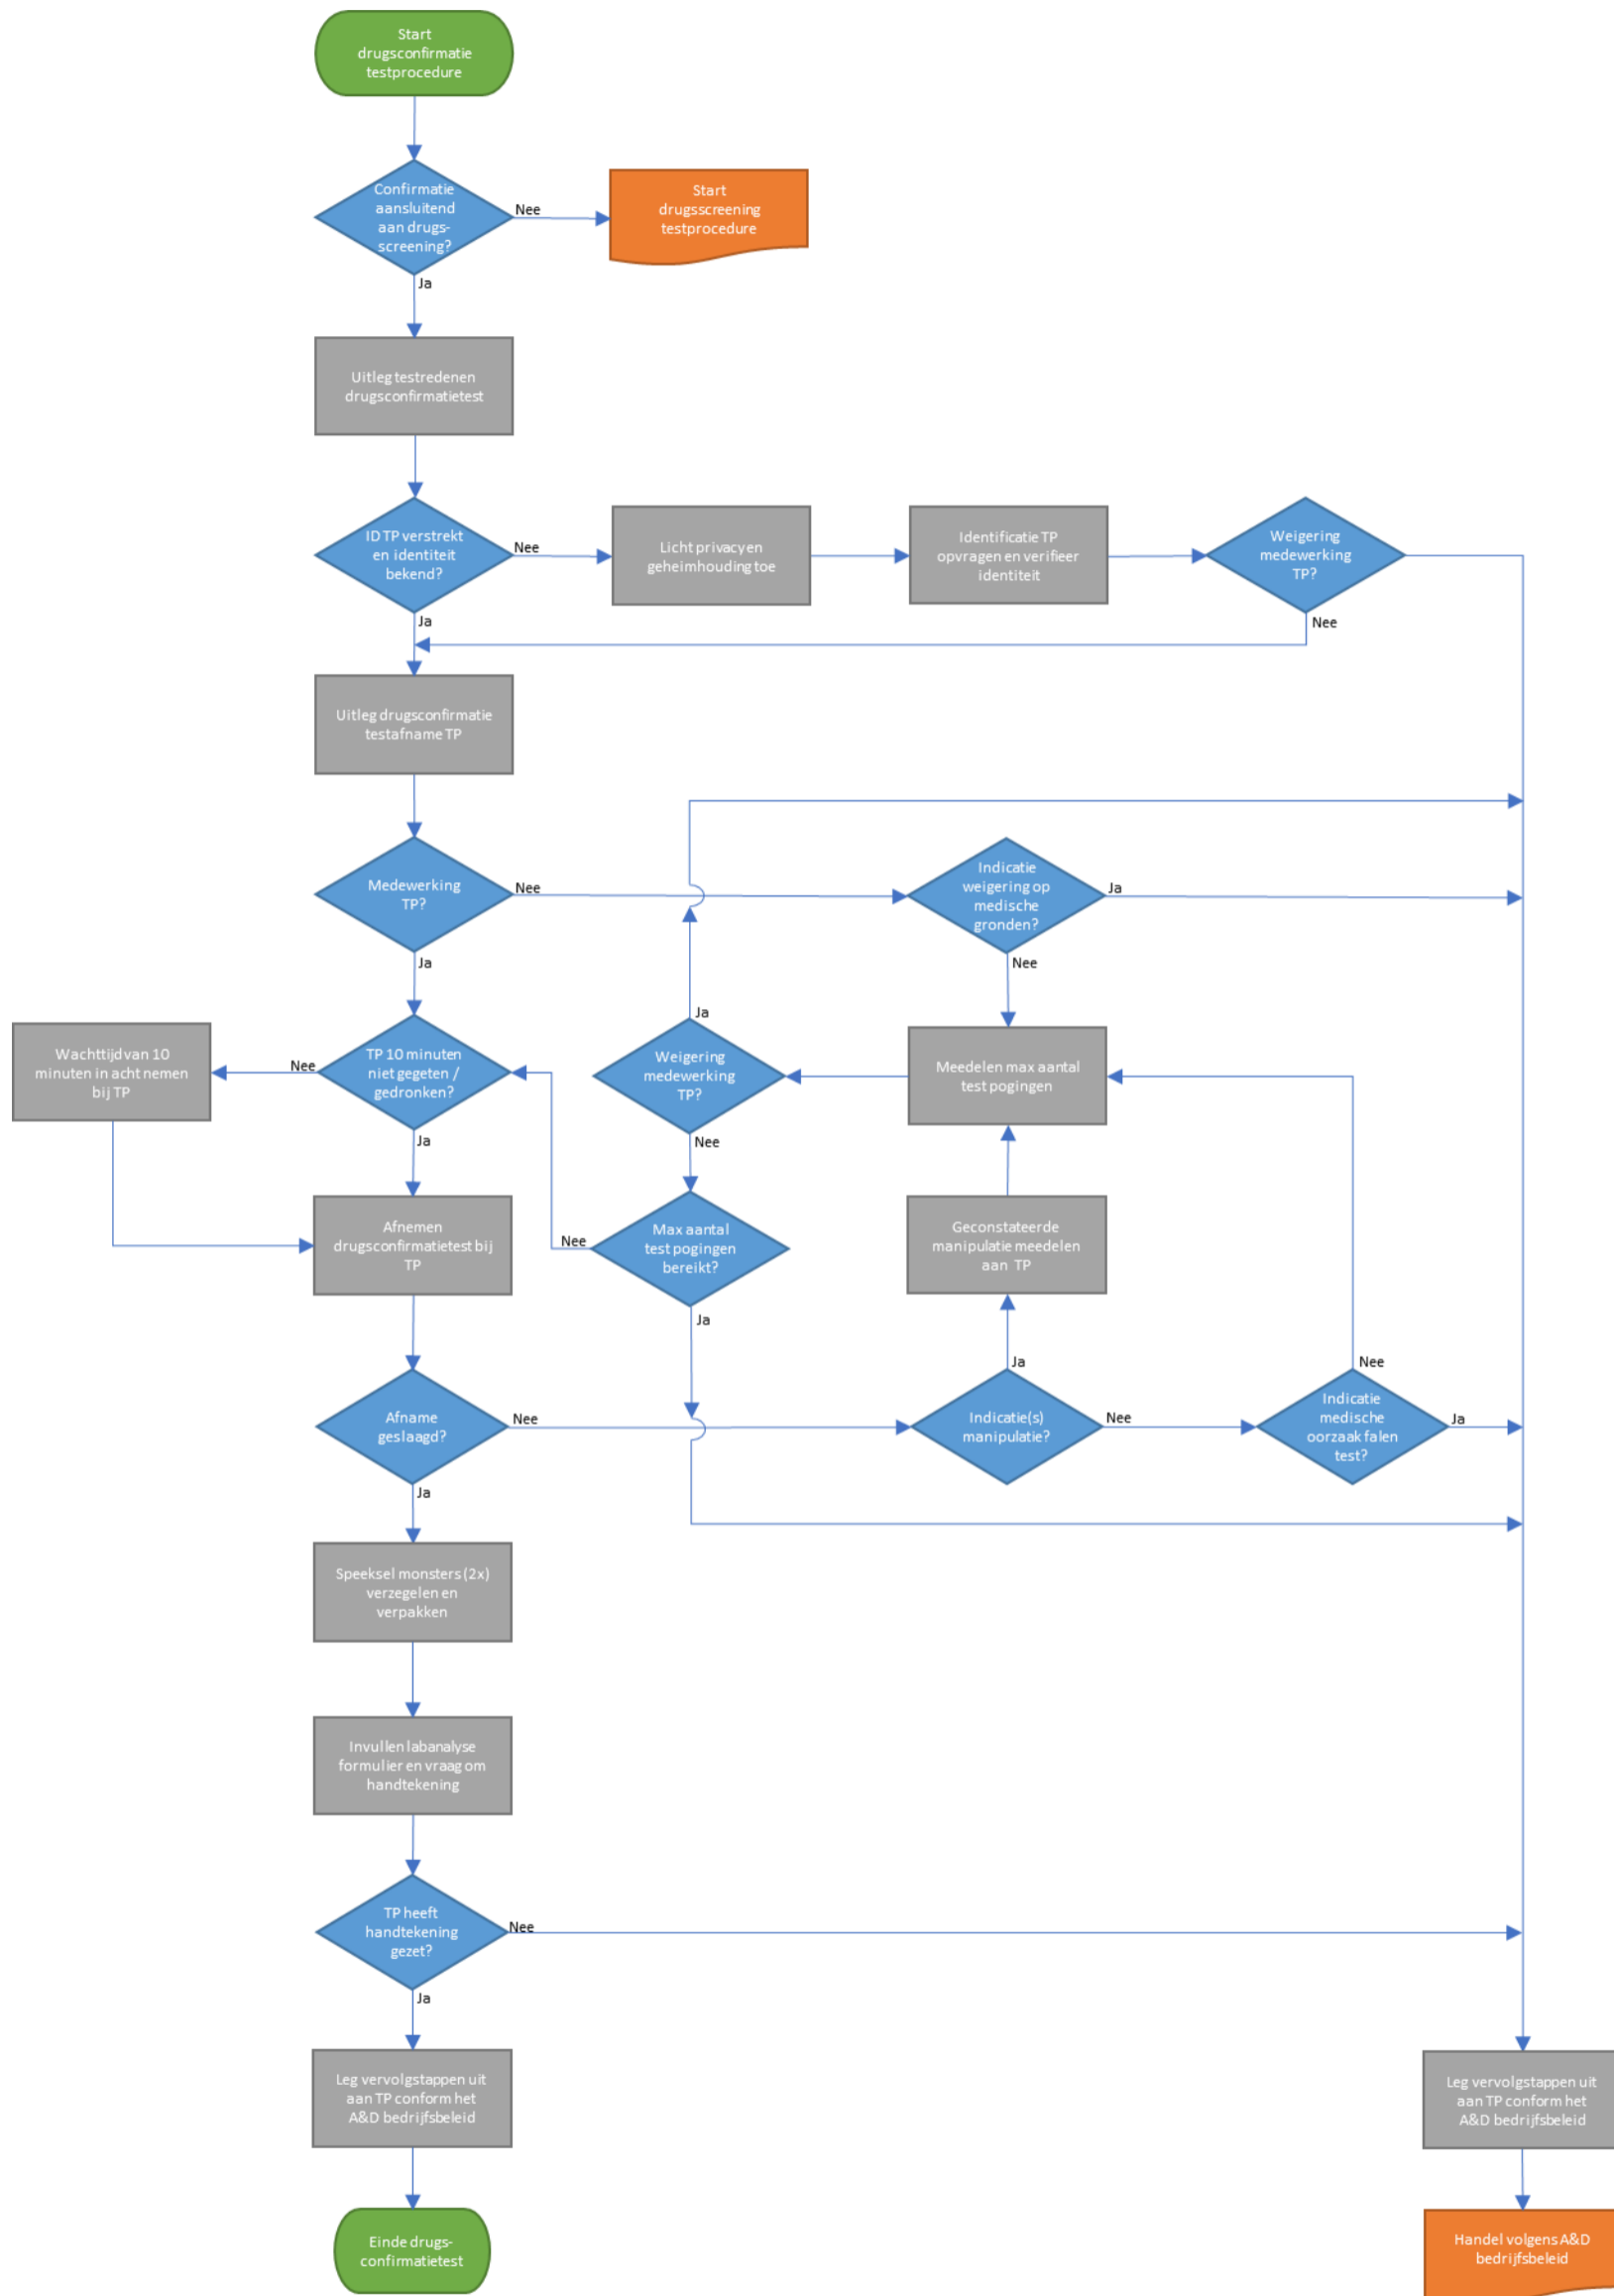 Start
drugsconfirmatie
testprocedure
Confirmatie
aansluitend
aan drugs-
screening?
Nee
Start
drugsscreening
testprocedure
Ja
Uitleg testredenen
drugsconfirmatietest
ID TP verstrekt
en identiteit
bekend?
Nee
Licht privacy en
geheimhouding toe
Identificatie TP
opvragen en verifieer
identiteit
Weigering
medewerking
TP?
Ja
Nee
Uitleg drugsconfirmatie
testafname TP
Medewerking
TP?
Nee
Indicatie
weigering op
medische
gronden?
Ja
Ja
Nee
Wachttijd van 10
minuten in acht nemen
bij TP
Nee
TP 10 minuten
niet gegeten /
gedronken?
Ja
Weigering
medewerking
TP?
Meedelen max aantal
test pogingen
Ja
Nee
Afnemen
drugsconfirmatietest bij
TP
Nee
Max aantal
test pogingen
bereikt?
Geconstateerde
manipulatie meedelen
aan TP
Ja
Ja
Nee
Afname
geslaagd?
Nee
Indicatie(s)
manipulatie?
Nee
Indicatie
medische
oorzaak falen
test?
Ja
Ja
Speeksel monsters (2x)
verzegelen en
verpakken
Invullen labanalyse
formulier en vraag om
handtekening
TP heeft
handtekening
gezet?
Nee
Ja
Leg vervolgstappen uit
aan TP conform het
A&D bedrijfsbeleid
Leg vervolgstappen uit
aan TP conform het
A&D bedrijfsbeleid
Einde drugs-
confirmatietest
Handel volgens A&D
bedrijfsbeleid